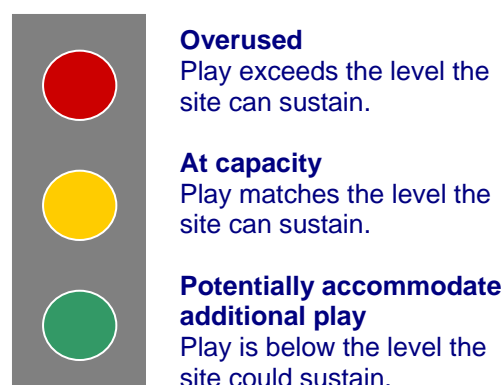 Overused
Play exceeds the level the
site can sustain.
At capacity
Play matches the level the
site can sustain.
Potentially accommodate
additional play
Play is below the level the
site could sustain.